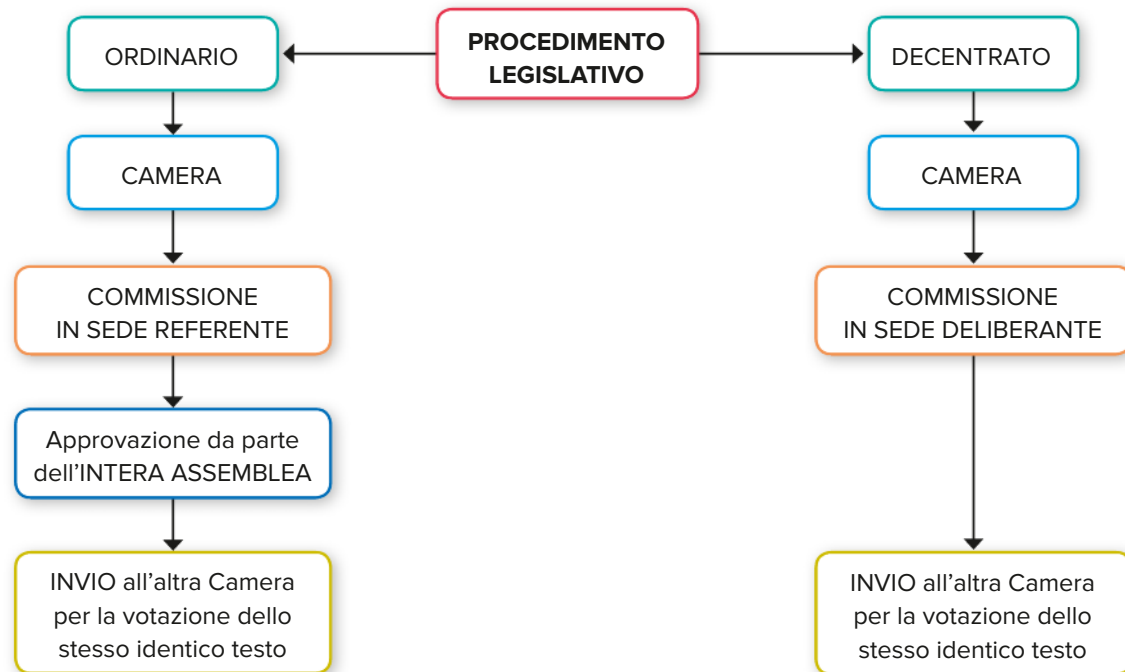 PROCEDIMENTO
LEGISLATIVO
ORDINARIO
CAMERA
COMMISSIONE
IN SEDE REFERENTE
Approvazione da parte
dell’INTERA ASSEMBLEA
INVIO all’altra Camera
per la votazione dello
stesso identico testo
DECENTRATO
CAMERA
COMMISSIONE
IN SEDE DELIBERANTE
INVIO all’altra Camera
per la votazione dello
stesso identico testo